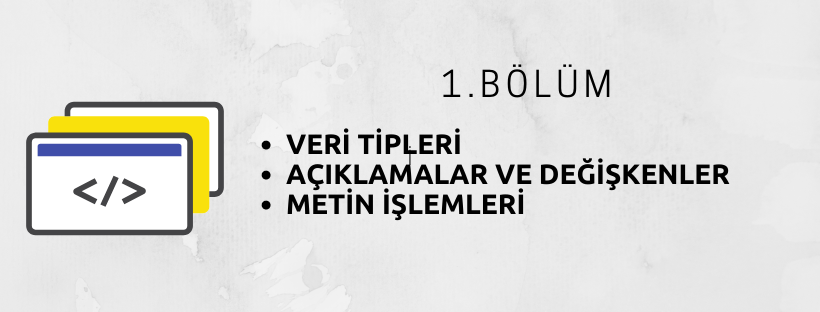 1.BÖLÜM
• VERİ TİPLERİ
• AÇIKLAMALAR VE DEĞİŞKENLER
• METİN İŞLEMLERİ
</>